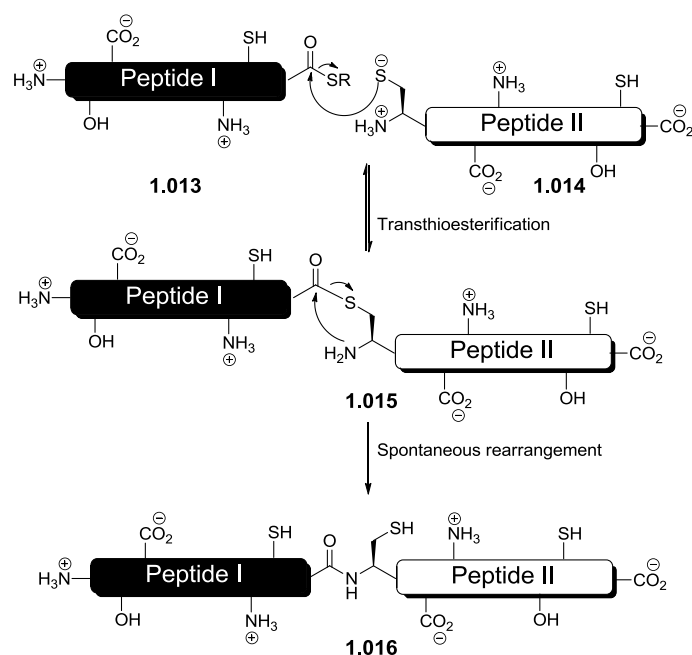 ⊖
CO₂
SH
O
⊖
S
⊕
NH₃
SH
H₃N⊕
Peptide I
SR
H₃N⊕
Peptide II
⊖
CO₂
OH
NH₃
⊕
CO₂
⊖
OH
1.013
1.014
Transthioesterification
⊖
CO₂
SH
O
⊕
NH₃
SH
H₃N⊕
Peptide I
S
Peptide II
⊖
CO₂
OH
NH₃
⊕
H₂N
CO₂
⊖
OH
1.015
Spontaneous rearrangement
⊖
CO₂
SH
O
SH
⊕
NH₃
SH
H₃N⊕
Peptide I
N
H
Peptide II
⊖
CO₂
OH
NH₃
⊕
CO₂
⊖
OH
1.016